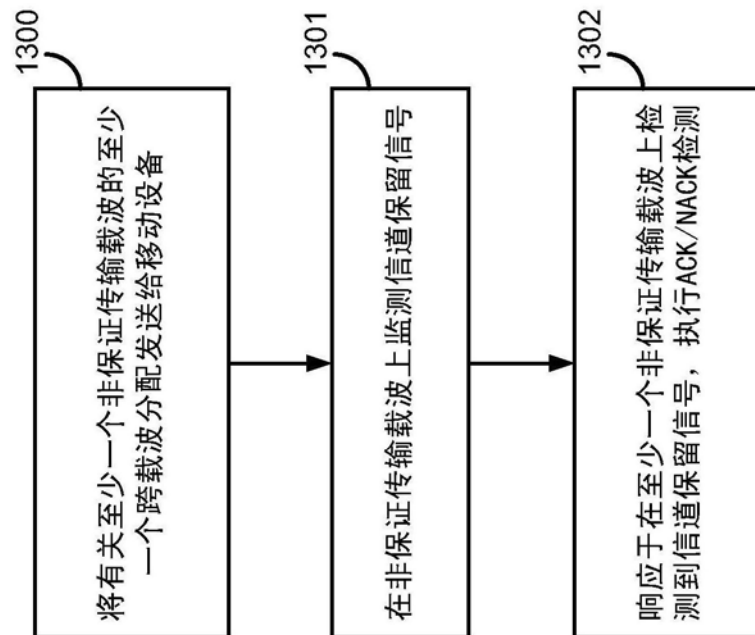 1300
将有关至少一个非保证传输载波的至少
一个跨载波分配发送给移动设备
1301
在非保证传输载波上监测信道保留信号
1302
响应于在至少一个非保证传输载波上检
测到信道保留信号，执行ACK/NACK检测